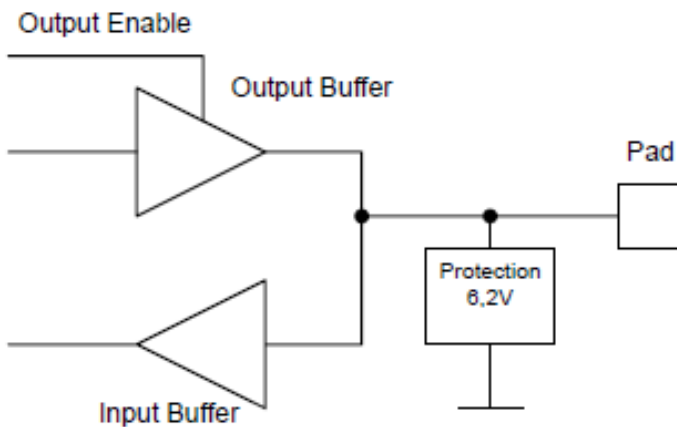 Output Enable
Output Buffer
Pad
Protection
6,2V
Input Buffer